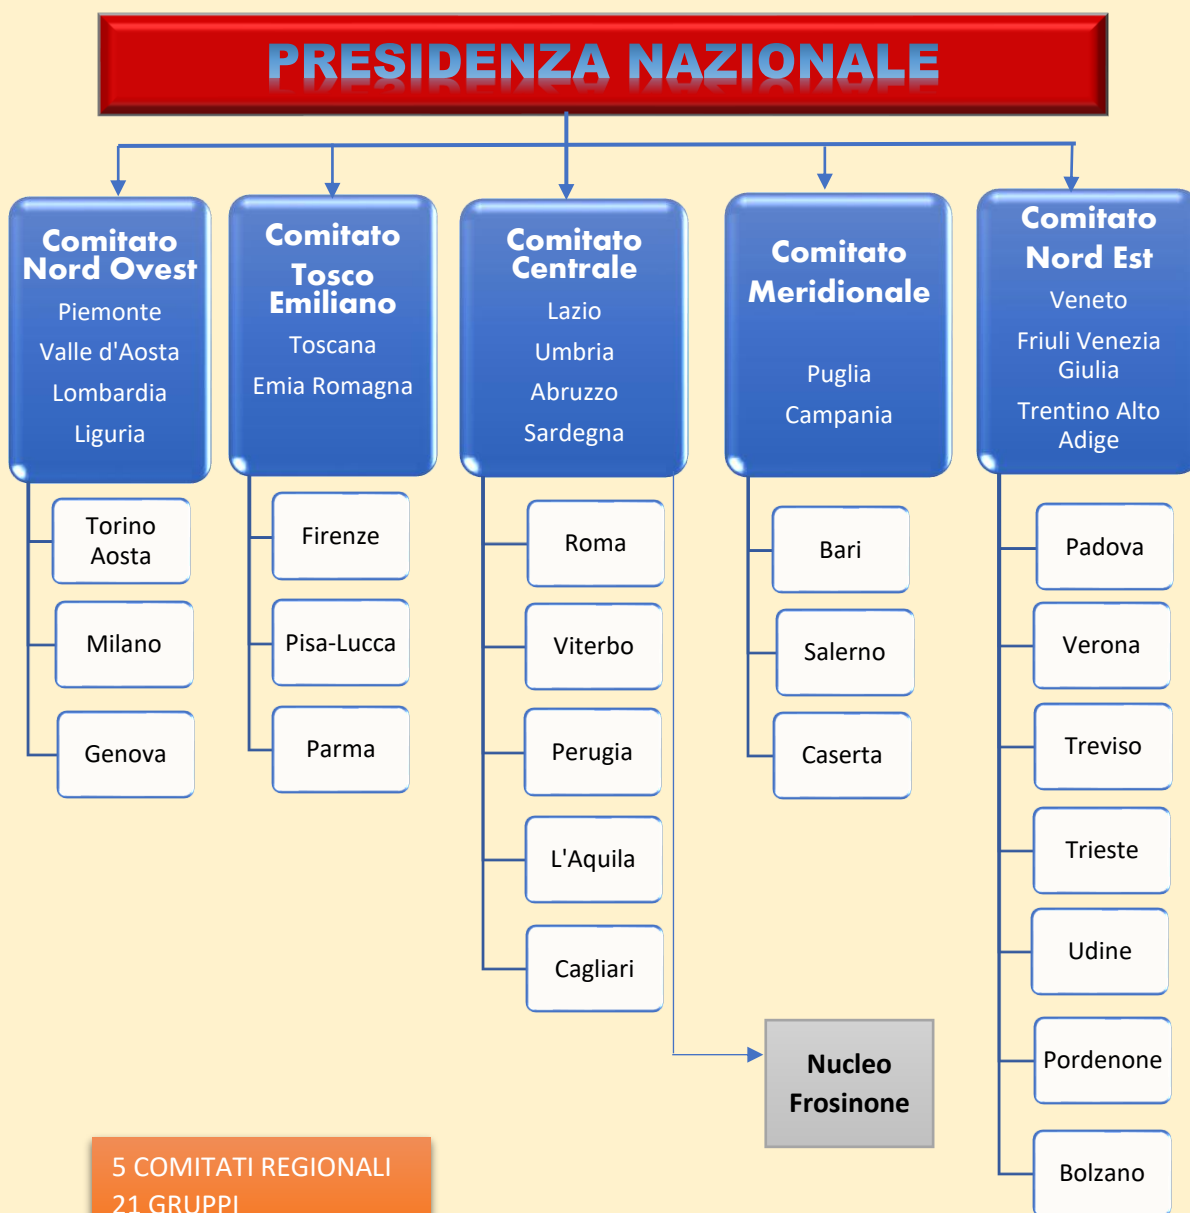 PRESIDENZA NAZIONALE
Comitato
Nord Ovest
Piemonte
Valle d'Aosta
Lombardia
Liguria
Torino
Aosta
Milano
Genova
Comitato
Tosco
Emiliano
Toscana
Emia Romagna
Firenze
Pisa-Lucca
Parma
Comitato
Centrale
Lazio
Umbria
Abruzzo
Sardegna
Roma
Viterbo
Perugia
L'Aquila
Cagliari
Nucleo
Frosinone
Comitato
Meridionale
Puglia
Campania
Bari
Salerno
Caserta
Comitato
Nord Est
Veneto
Friuli Venezia
Giulia
Trentino Alto
Adige
Padova
Verona
Treviso
Trieste
Udine
Pordenone
Bolzano
5 COMITATI REGIONALI
21 GRUPPI